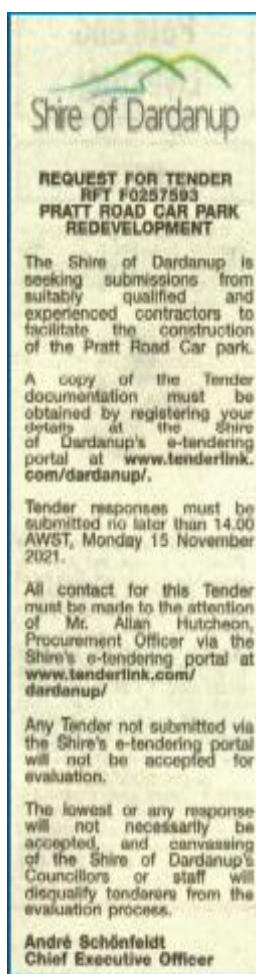 Shire of Dardanup
REQUEST FOR TENDER
RFT F0257593
PRATT ROAD CAR PARK
REDEVELOPMENT
The Shire of Dardanup is
seeking submissions from
suitably qualified and
experienced contractors to
facilitate the construction
of the Pratt Road Car park.
A copy of the Tender
documentation must be
obtained by registering your
details at the Shire
of Dardanup's e-tendering
portal at www.tenderlink.
com/dardanup/.
Tender responses must be
submitted no later than 14.00
AWST, Monday 15 November
2021.
All contact for this Tender
must be made to the attention
of Mr. Allan Hutcheon,
Procurement Officer via the
Shire's e-tendering portal at
www.tenderlink.com/
dardanup/
Any Tender not submitted via
the Shire's e-tendering portal
will not be accepted for
evaluation.
The lowest or any response
will not necessarily be
accepted, and canvassing
of the Shire of Dardanup's
Councillors or staff will
disqualify tenderers from the
evaluation process.
André Schönfeldt
Chief Executive Officer